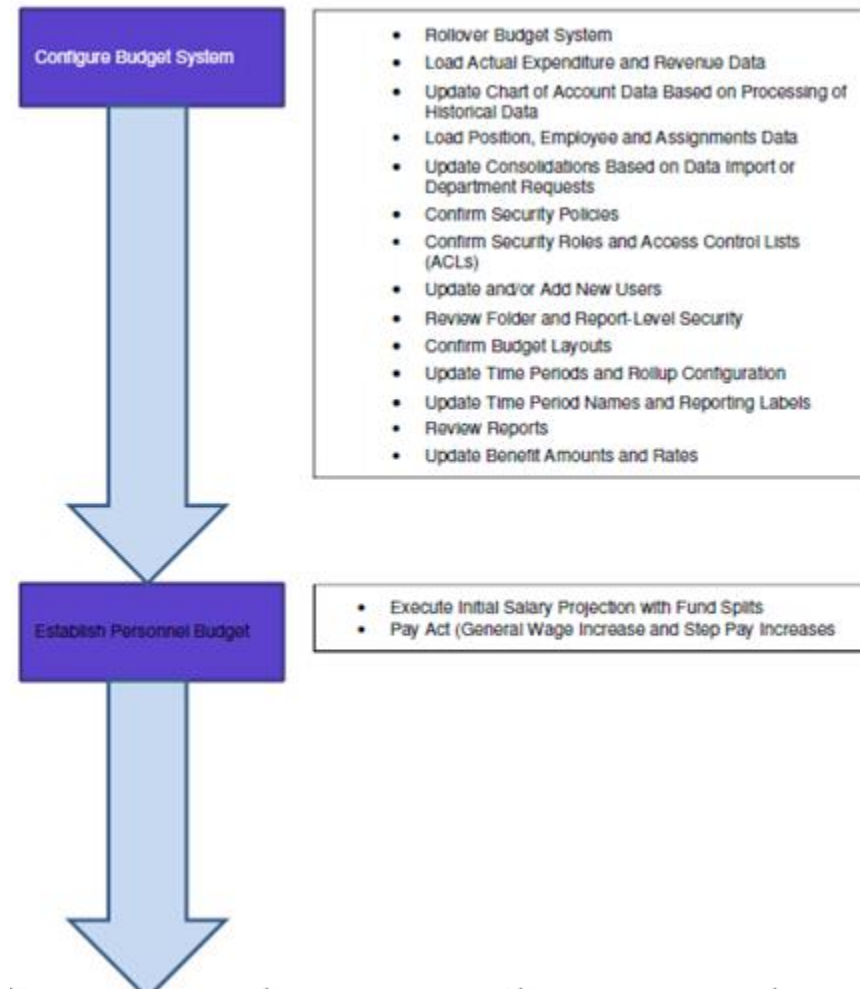 Configure Budget System
• Rollover Budget System
• Load Actual Expenditure and Revenue Data
• Update Chart of Account Data Based on Processing of
Historical Data
• Load Position, Employee and Assignments Data
• Update Consolidations Based on Data Import or
Department Requests
• Confirm Security Policies
• Confirm Security Roles and Access Control Lists
(ACLs)
• Update and/or Add New Users
• Review Folder and Report-Level Security
• Confirm Budget Layouts
• Update Time Periods and Rollup Configuration
• Update Time Period Names and Reporting Labels
• Review Reports
• Update Benefit Amounts and Rates
Establish Personnel Budget
• Execute Initial Salary Projection with Fund Splits
• Pay Act (General Wage Increase and Step Pay Increases